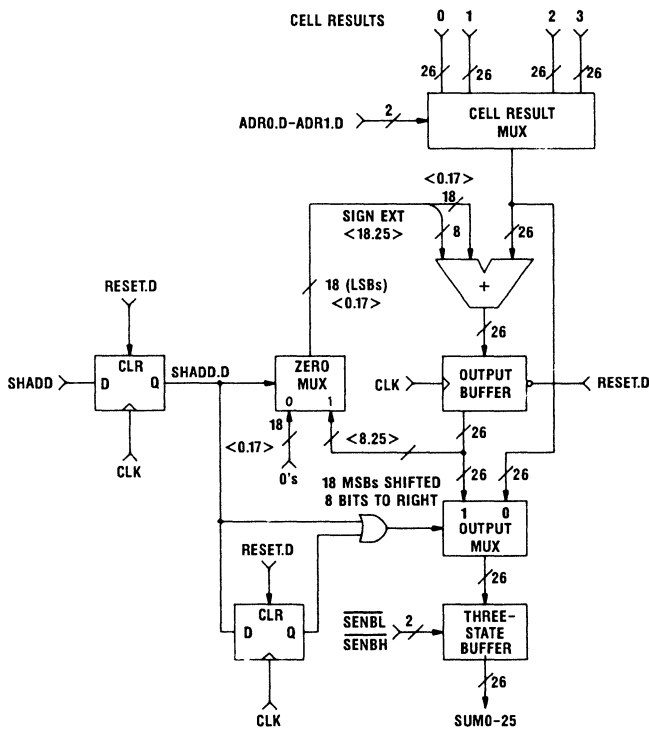 CELL RESULTS
0 1 2 3
26 26 26 26
ADR0.D-ADR1.D
2
CELL RESULT
MUX
<0.17>
18
SIGN EXT
<18.25>
8
26
+
18 (LSBs)
<0.17>
26
RESET.D
SHADD
CLR
D Q
CLK
SHADD.D
ZERO
MUX
0 1
18
<0.17>
0's
<8.25>
CLK
OUTPUT
BUFFER
RESET.D
26
26
26
18 MSBs SHIFTED
8 BITS TO RIGHT
1 0
OUTPUT
MUX
RESET.D
CLR
D Q
CLK
26
SENBL
SENBH
2
THREE-
STATE
BUFFER
26
SUM0-25